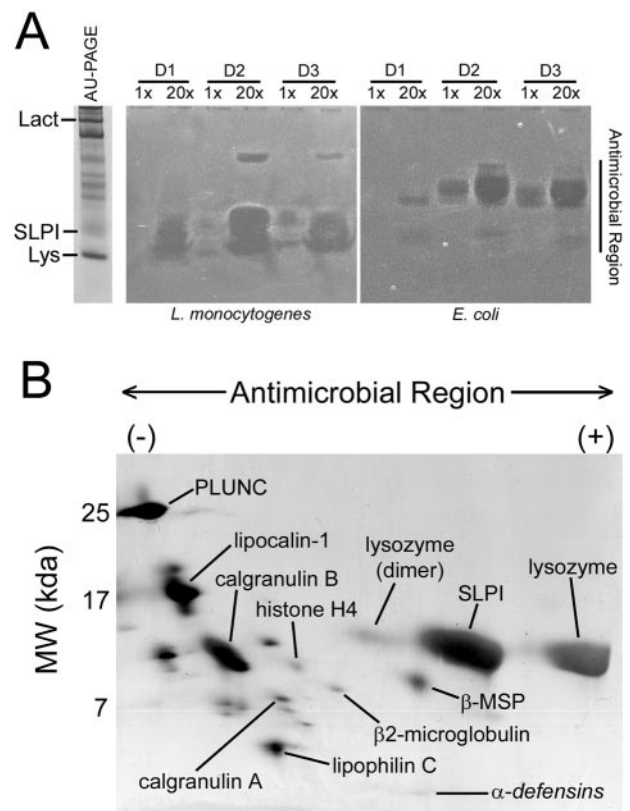 A
AU-PAGE
D1 D2 D3 D1 D2 D3
1x 20x 1x 20x 1x 20x 1x 20x 1x 20x 1x 20x
Lact
SLPI
Lys
Antimicrobial Region
L. monocytogenes E. coli
B
Antimicrobial Region
(-) (+)
MW (kda)
25
17
7
PLUNC
lipocalin-1
calgranulin B
histone H4
lysozyme
(dimer)
SLPI
lysozyme
β-MSP
β2-microglobulin
calgranulin A
lipophilin C
α-defensins